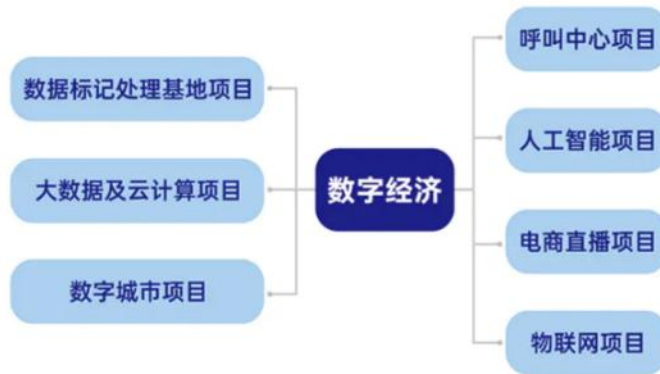 数据标记处理基地项目
大数据及云计算项目
数字城市项目
数字经济
呼叫中心项目
人工智能项目
电商直播项目
物联网项目